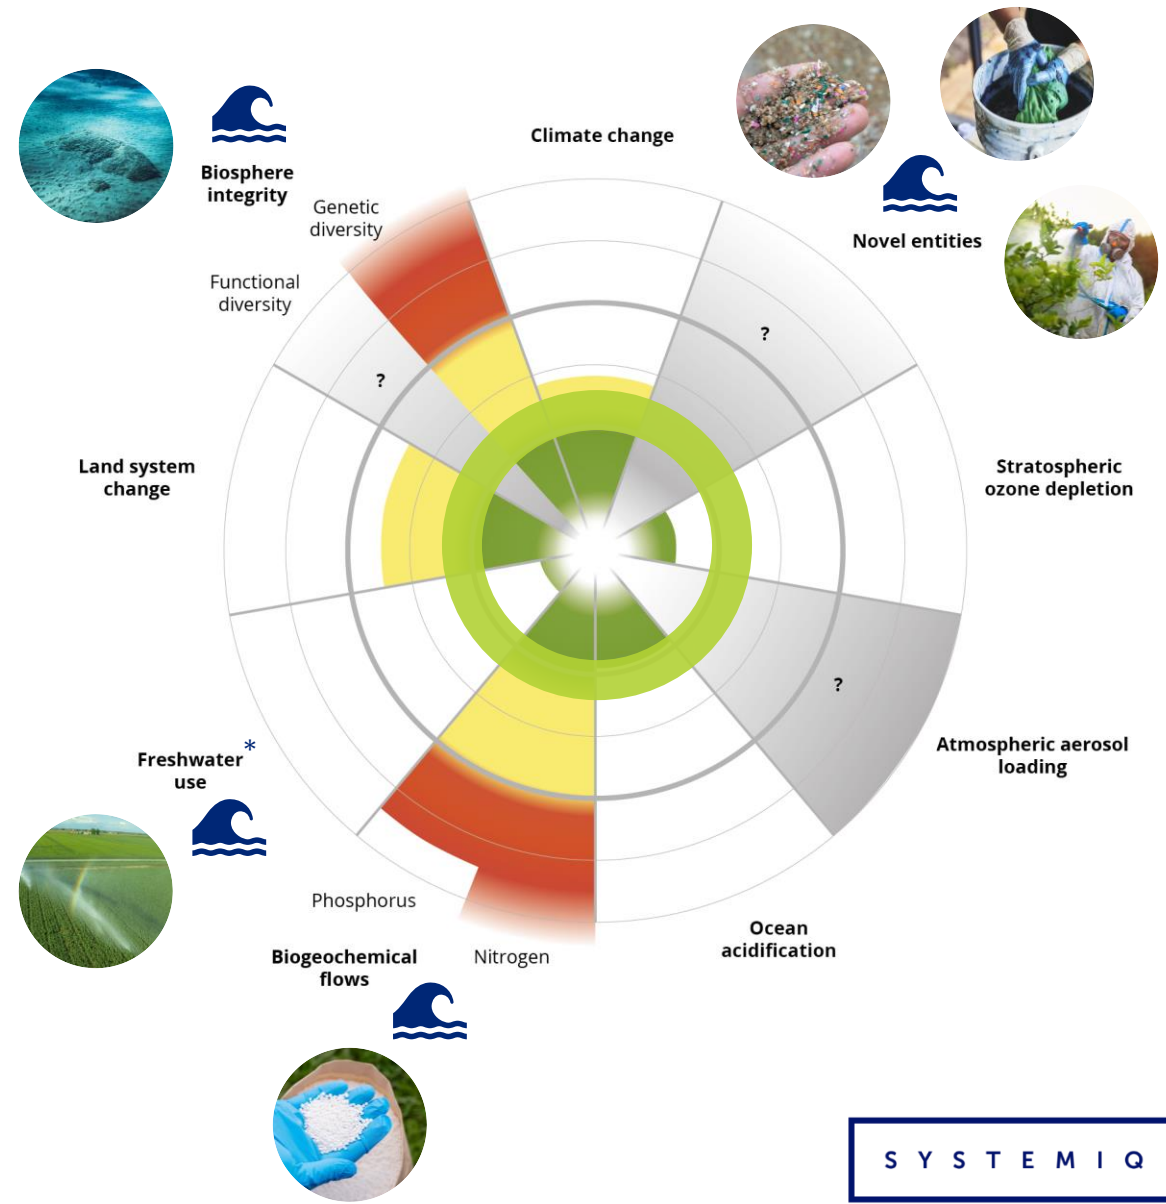 Climate change
Biosphere
integrity
Genetic
diversity
Novel entities
Functional
diversity
?
?
Land system
change
Stratospheric
ozone depletion
?
Freshwater*
use
Atmospheric aerosol
loading
Phosphorus
Ocean
acidification
Biogeochemical
flows
Nitrogen
SYSTEMIQ